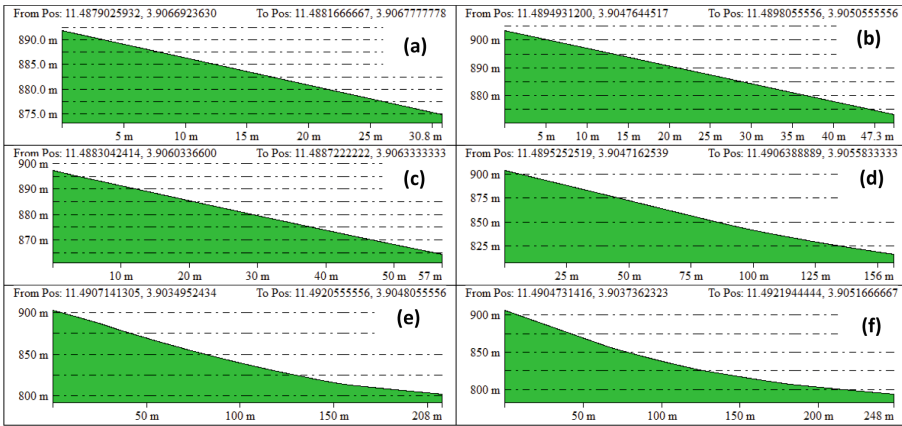 From Pos: 11.4879025932, 3.9066923630 To Pos: 11.4881666667, 3.9067777778
890.0 m
885.0 m
880.0 m
875.0 m
(a)
5 m 10 m 15 m 20 m 25 m 30.8 m
From Pos: 11.4894931200, 3.9047644517 To Pos: 11.4898055556, 3.9050555556
900 m
890 m
880 m
(b)
5 m 10 m 15 m 20 m 25 m 30 m 35 m 40 m 47.3 m
From Pos: 11.4883042414, 3.9060336600 To Pos: 11.4887222222, 3.9063333333
900 m
890 m
880 m
870 m
(c)
10 m 20 m 30 m 40 m 50 m 57 m
From Pos: 11.4895252519, 3.9047162539 To Pos: 11.4906388889, 3.9055833333
900 m
875 m
850 m
825 m
(d)
25 m 50 m 75 m 100 m 125 m 156 m
From Pos: 11.4907141305, 3.9034952434 To Pos: 11.4920555556, 3.9048055556
900 m
850 m
800 m
(e)
50 m 100 m 150 m 208 m
From Pos: 11.4904731416, 3.9037362323 To Pos: 11.4921944444, 3.9051666667
900 m
850 m
800 m
(f)
50 m 100 m 150 m 200 m 248 m